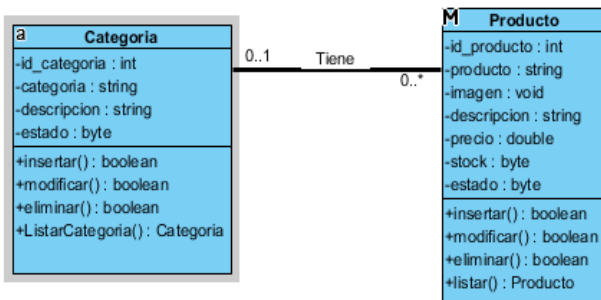 a
Categoria
-id_categoria : int
-categoria : string
-descripcion : string
-estado : byte
+insertar() : boolean
+modificar() : boolean
+eliminar() : boolean
+ListarCategoria() : Categoria
0..1
Tiene
0..*
M
Producto
-id_producto : int
-producto : string
-imagen : void
-descripcion : string
-precio : double
-stock : byte
-estado : byte
+insertar() : boolean
+modificar() : boolean
+eliminar() : boolean
+listar() : Producto